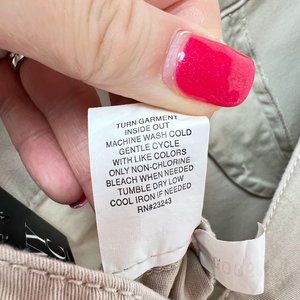 TURN GARMENT
INSIDE OUT
MACHINE WASH COLD
GENTLE CYCLE
WITH LIKE COLORS
ONLY NON-CHLORINE
BLEACH WHEN NEEDED
TUMBLE DRY LOW
COOL IRON IF NEEDED
RN#23243